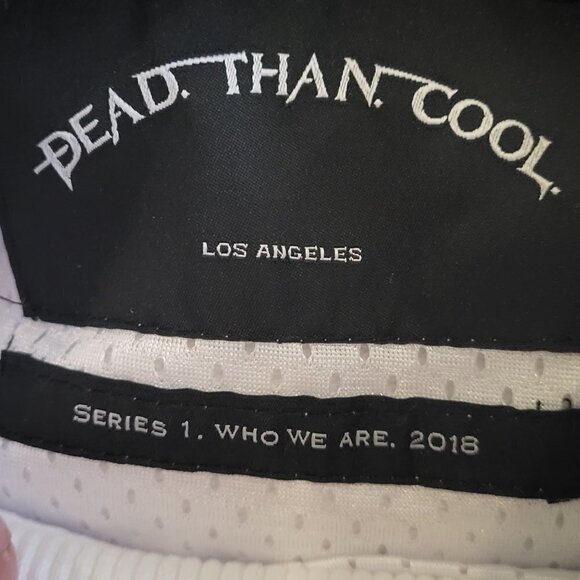 DEAD. THAN. COOL.
LOS ANGELES
SERIES 1. WHO WE ARE. 2018